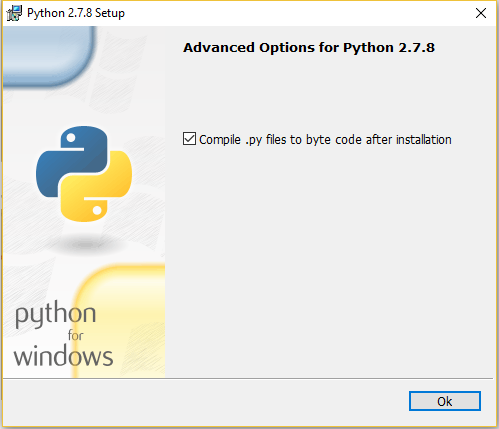 Python 2.7.8 Setup
Advanced Options for Python 2.7.8
Compile .py files to byte code after installation
python
for
windows
Ok